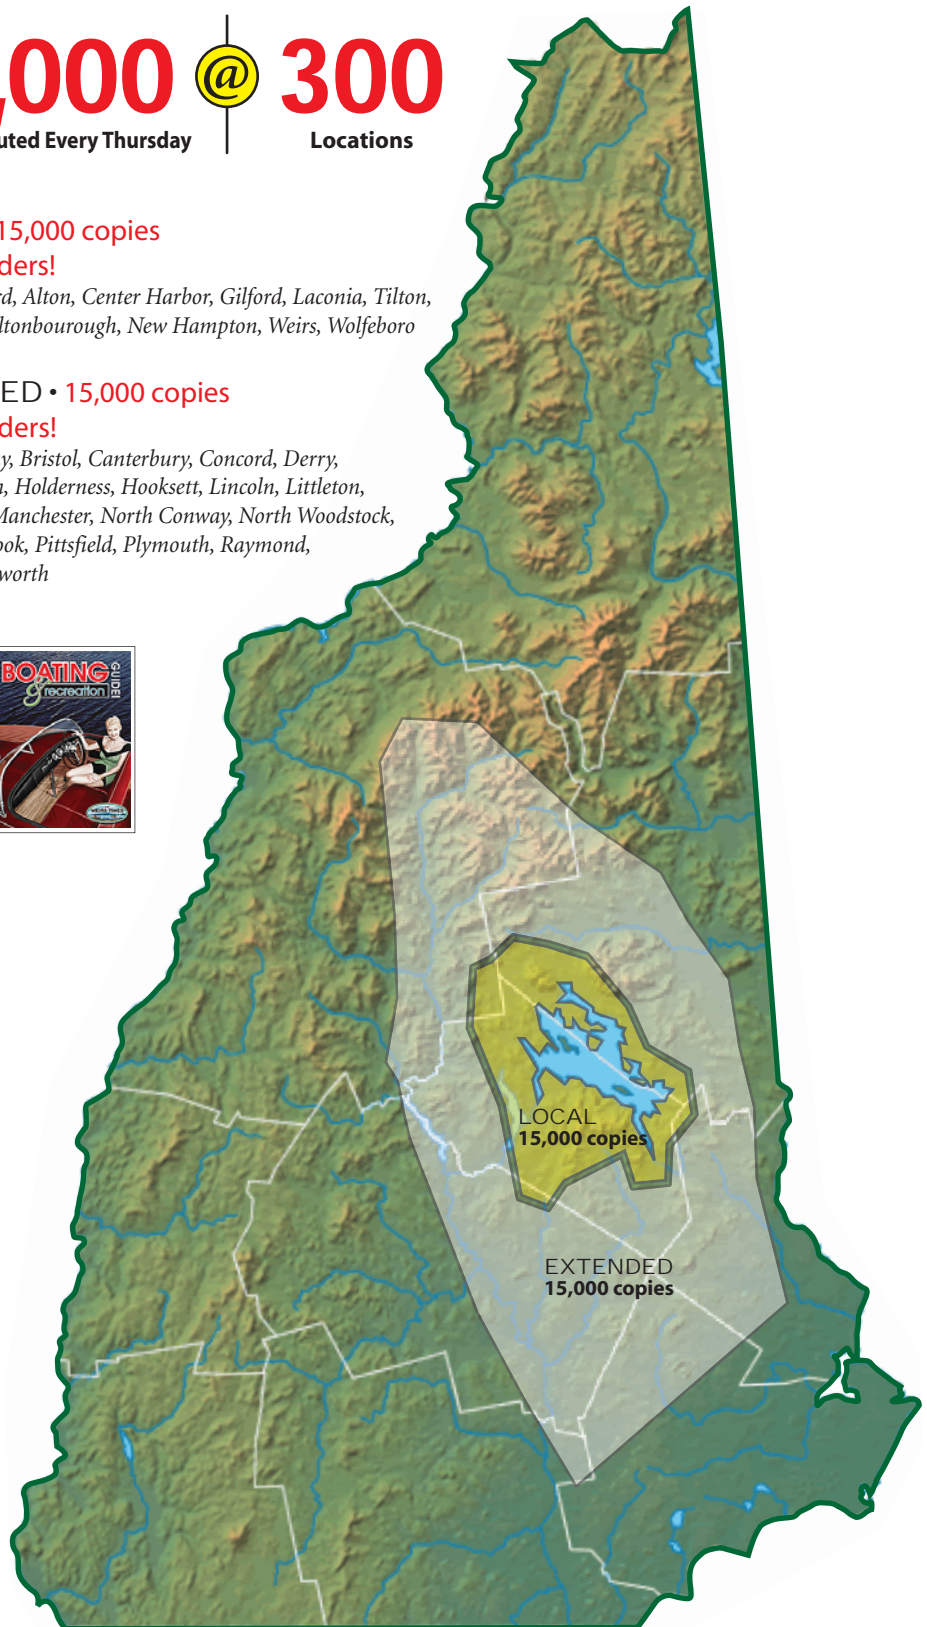 ,000 @ 300
uted Every Thursday
Locations
15,000 copies
ders!
rd, Alton, Center Harbor, Gilford, Laconia, Tilton,
ltonbourough, New Hampton, Weirs, Wolfeboro
ED • 15,000 copies
ders!
y, Bristol, Canterbury, Concord, Derry,
n, Holderness, Hooksett, Lincoln, Littleton,
Manchester, North Conway, North Woodstock,
ook, Pittsfield, Plymouth, Raymond,
worth
BOATING
& recreation
GUIDE!
WEIRS TIMES
LOCAL
15,000 copies
EXTENDED
15,000 copies